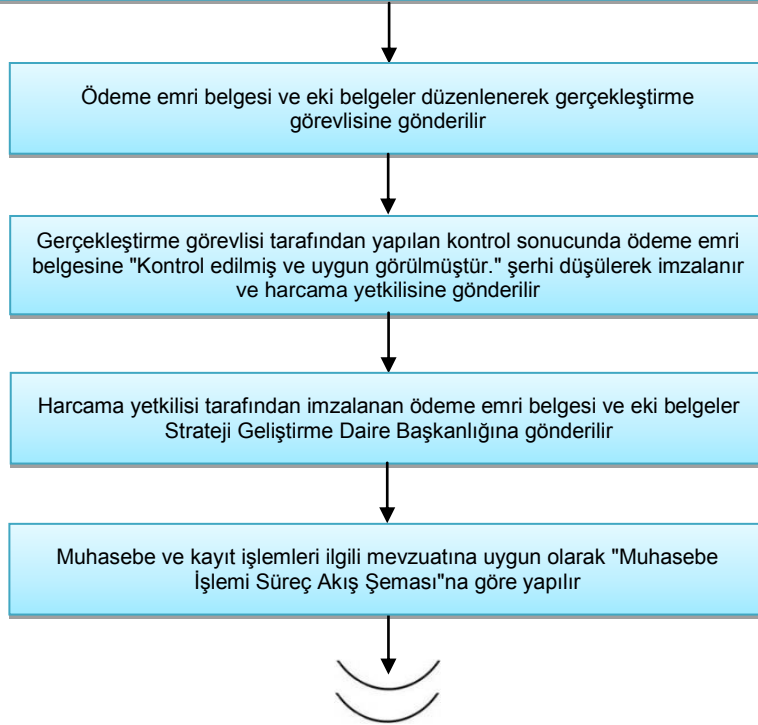 Ödeme emri belgesi ve eki belgeler düzenlenerek gerçekleştirme
görevlisine gönderilir
Gerçekleştirme görevlisi tarafından yapılan kontrol sonucunda ödeme emri
belgesine "Kontrol edilmiş ve uygun görülmüştür." şerhi düşülerek imzalanır
ve harcama yetkilisine gönderilir
Harcama yetkilisi tarafından imzalanan ödeme emri belgesi ve eki belgeler
Strateji Geliştirme Daire Başkanlığına gönderilir
Muhasebe ve kayıt işlemleri ilgili mevzuatına uygun olarak "Muhasebe
İşlemi Süreç Akış Şeması"na göre yapılır